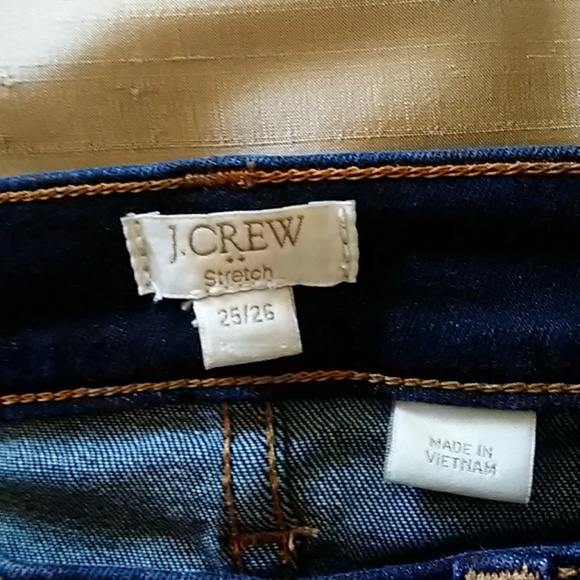 J.CREW
Stretch
25/26
MADE IN
VIETNAM